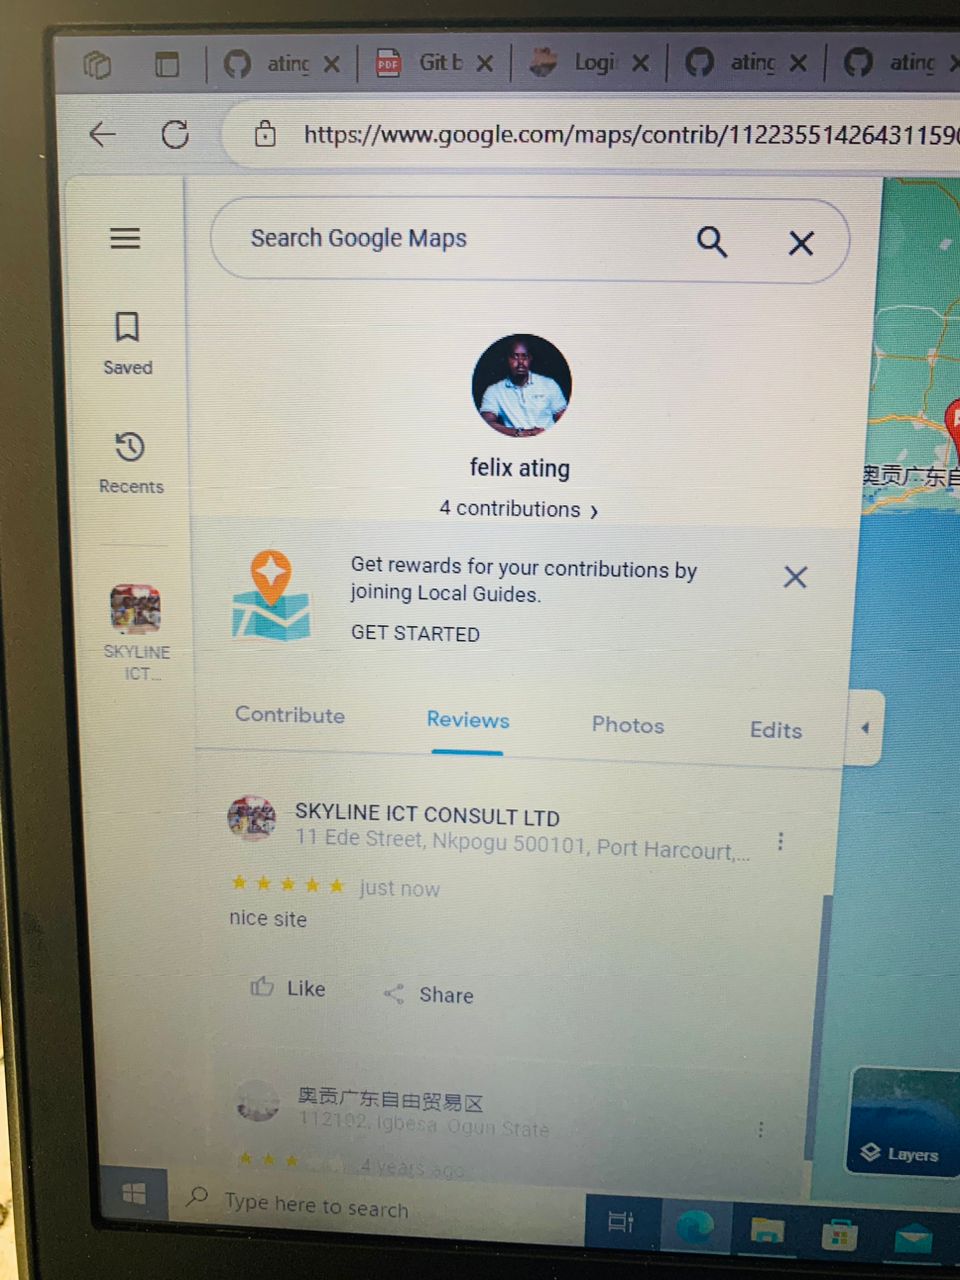 ating
Git b
Logi
ating
ating
https://www.google.com/maps/contrib/11223551426431159
Search Google Maps
Saved
Recents
SKYLINE
ICT...
felix ating
4 contributions
Get rewards for your contributions by
joining Local Guides.
GET STARTED
Contribute
Reviews
Photos
Edits
SKYLINE ICT CONSULT LTD
11 Ede Street, Nkpogu 500101, Port Harcourt,...
just now
nice site
Like
Share
奥贡广东自由贸易区
112102, Igbesa, Ogun State
4 years ago
奥贡广东自
Layers
Type here to search